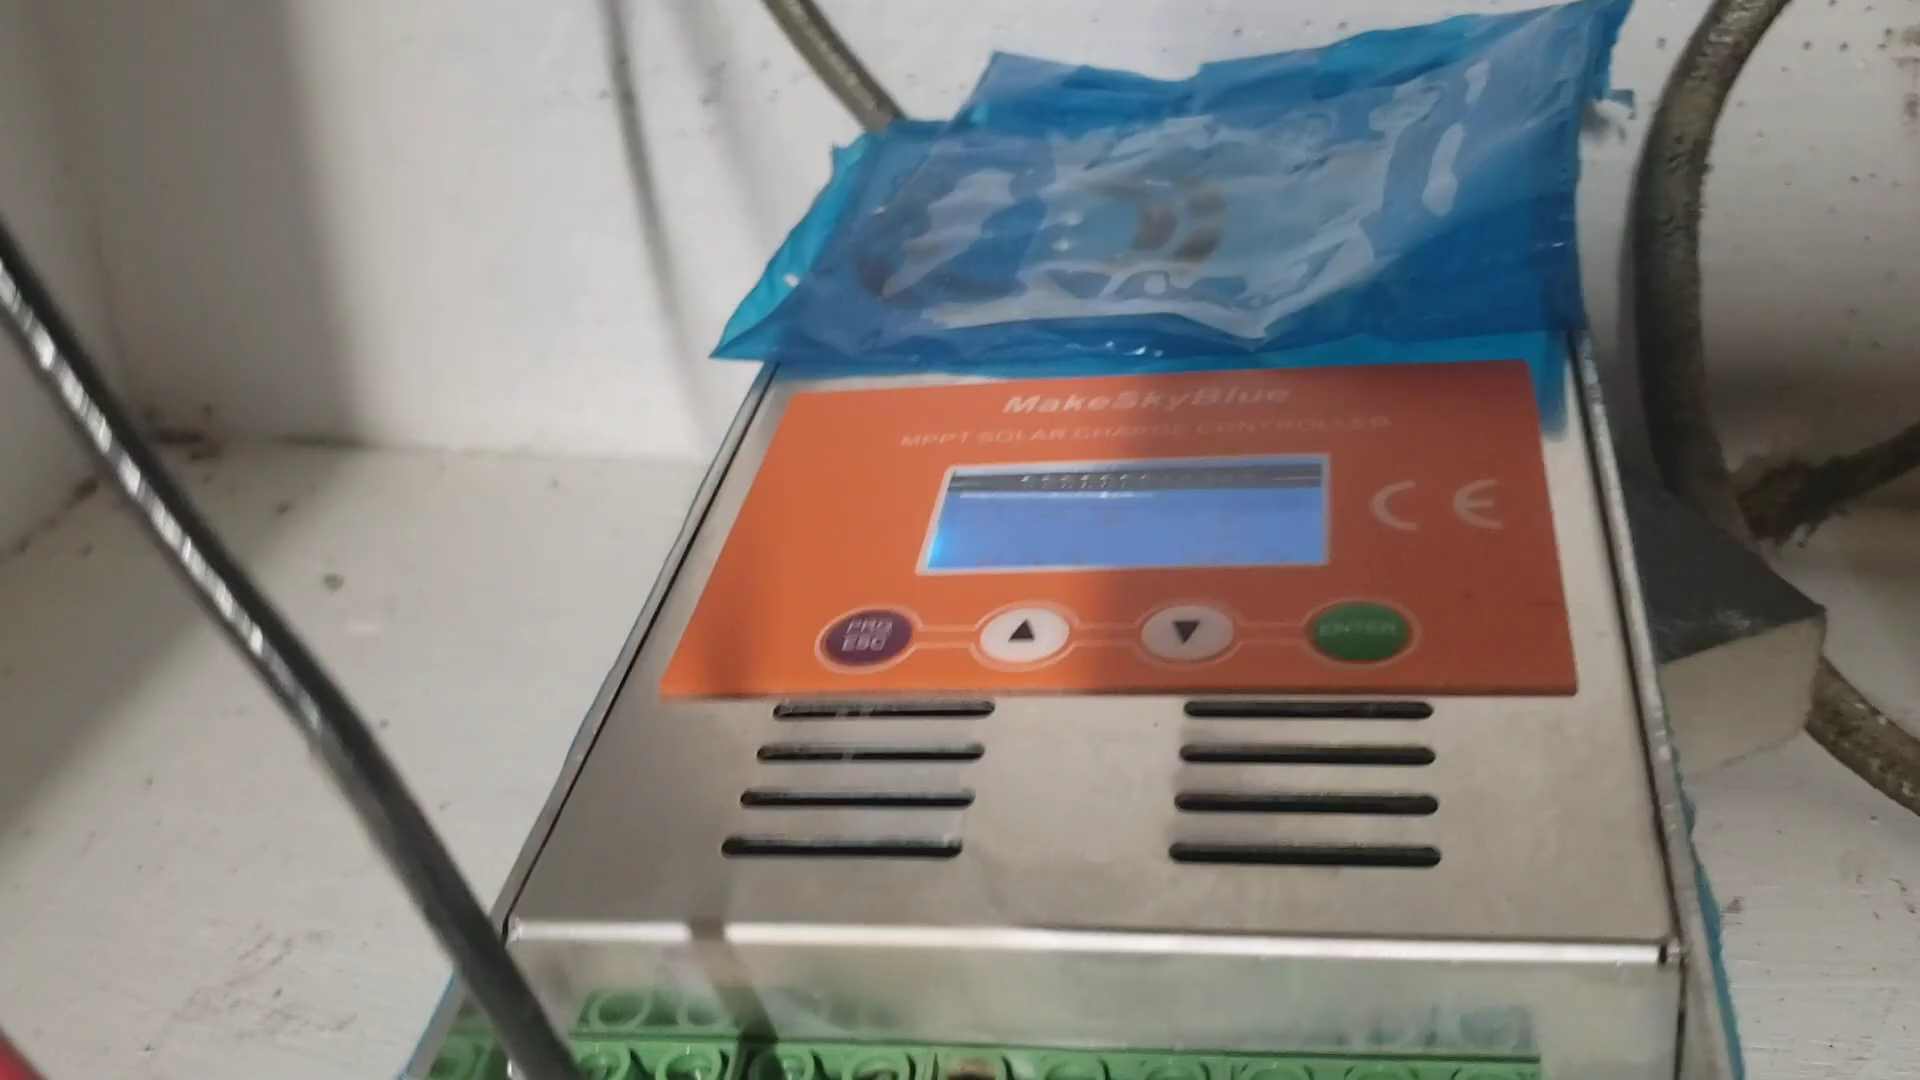 MakeSkyBlue
MPPT SOLAR CHARGE CONTROLLER
CE
PRG
ESC
ENTER